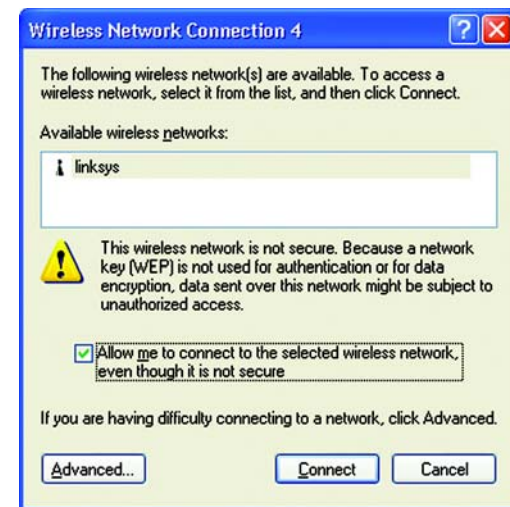 Wireless Network Connection 4
The following wireless network(s) are available. To access a
wireless network, select it from the list, and then click Connect.
Available wireless networks:
linksys
This wireless network is not secure. Because a network
key (WEP) is not used for authentication or for data
encryption, data sent over this network might be subject to
unauthorized access.
Allow me to connect to the selected wireless network,
even though it is not secure
If you are having difficulty connecting to a network, click Advanced.
Advanced... Connect Cancel